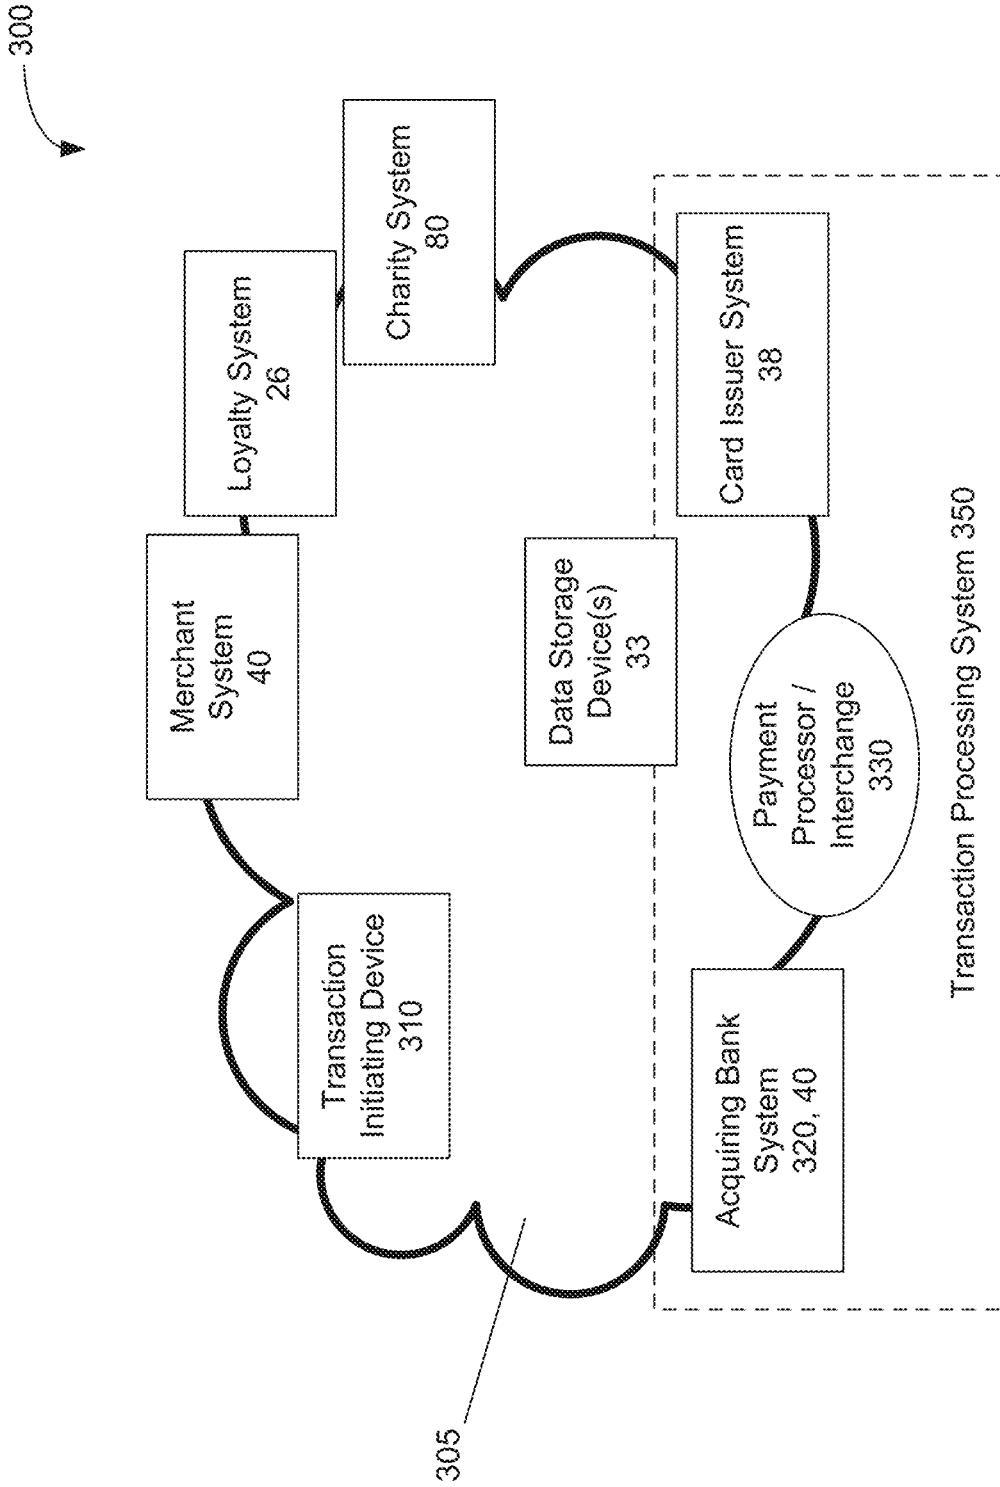 300
Merchant
System
40
Loyalty System
26
Charity System
80
Transaction
Initiating Device
310
305
Data Storage
Device(s)
33
Acquiring Bank
System
320, 40
Payment
Processor /
Interchange
330
Card Issuer System
38
Transaction Processing System 350